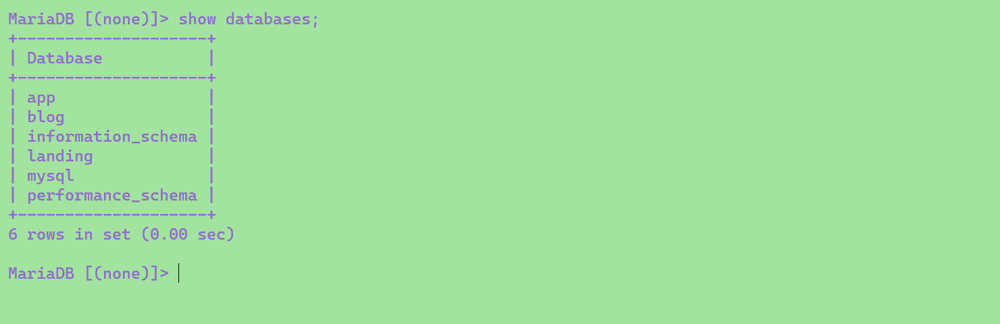 MariaDB [(none)]> show databases;
+--------------------+
| Database           |
+--------------------+
| app                |
| blog               |
| information_schema |
| landing            |
| mysql              |
| performance_schema |
+--------------------+
6 rows in set (0.00 sec)

MariaDB [(none)]>